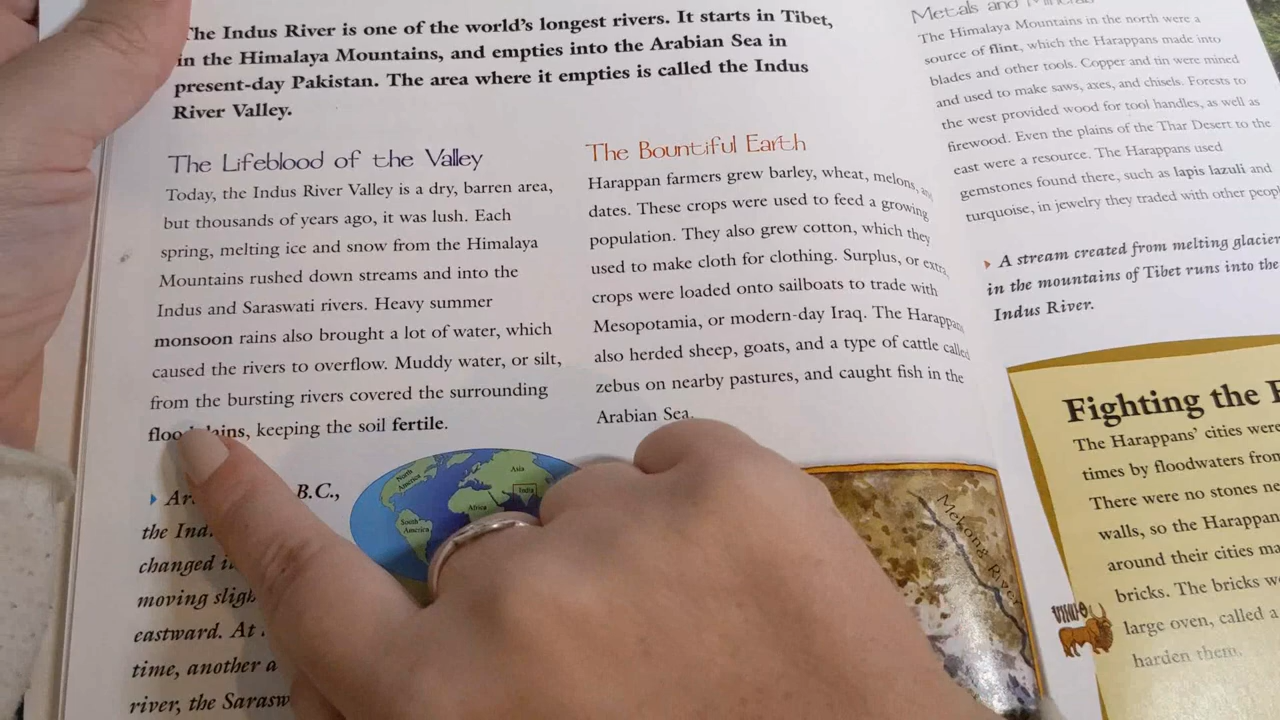 The Indus River is one of the world's longest rivers. It starts in Tibet,
in the Himalaya Mountains, and empties into the Arabian Sea in
present-day Pakistan. The area where it empties is called the Indus
River Valley.
The Lifeblood of the Valley
Today, the Indus River Valley is a dry, barren area,
but thousands of years ago, it was lush. Each
spring, melting ice and snow from the Himalaya
Mountains rushed down streams and into the
Indus and Saraswati rivers. Heavy summer
monsoon rains also brought a lot of water, which
caused the rivers to overflow. Muddy water, or silt,
from the bursting rivers covered the surrounding
floodplains, keeping the soil fertile.
B.C.,
the
changed
moving
eastward. At
time, another a
river, the
North
America
South
America
Asia
Africa
India
The Bountiful Earth
Harappan farmers grew barley, wheat, melons, and
dates. These crops were used to feed a growing
population. They also grew cotton, which they
used to make cloth for clothing. Surplus, or extra,
crops were loaded onto sailboats to trade with
Mesopotamia, or modern-day Iraq. The Harappans
also herded sheep, goats, and a type of cattle called
zebus on nearby pastures, and caught fish in the
Arabian Sea.
Mekong River
Metals and Minerals
The Himalaya Mountains in the north were a
source of flint, which the Harappans made into
blades and other tools. Copper and tin were mined
and used to make saws, axes, and chisels. Forests to
the west provided wood for tool handles, as well as
firewood. Even the plains of the Thar Desert to the
east were a resource. The Harappans used
gemstones found there, such as lapis lazuli and
turquoise, in jewelry they traded with other
A stream created from melting
in the mountains of Tibet runs into the
Indus River.
Fighting the
The Harappans' cities were
times by floodwaters from
There were no stones
walls, so the
around their cities
bricks. The bricks
large oven, called a
harden them.